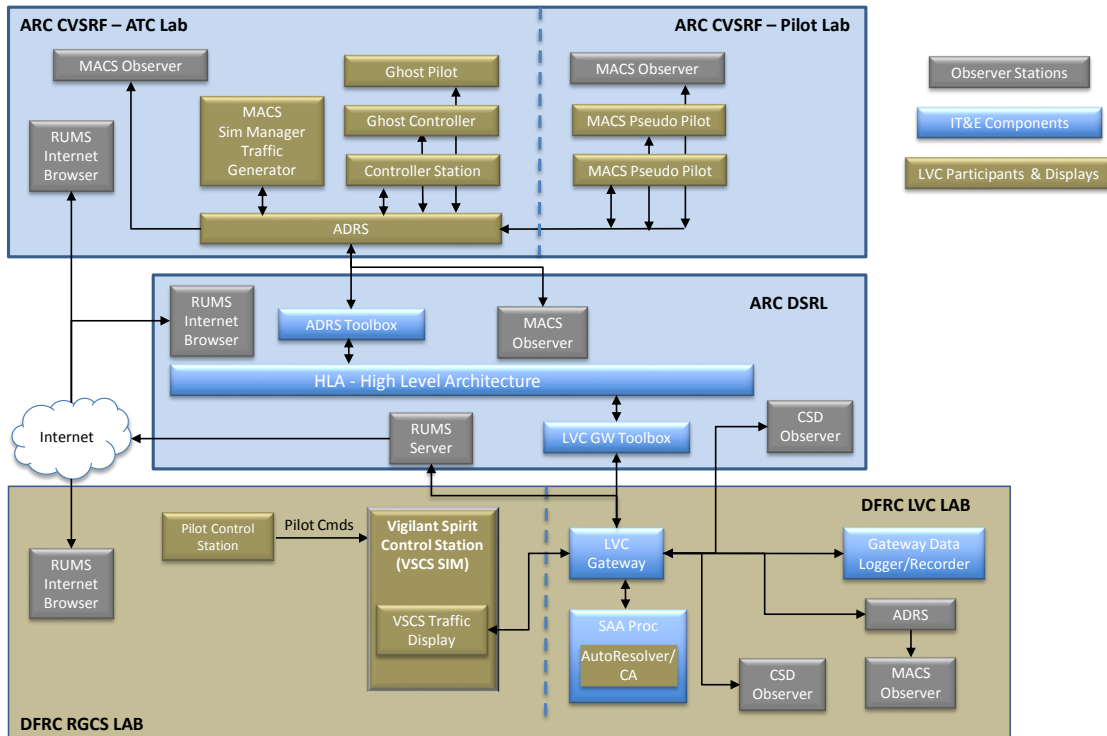 ARC CVSRF – ATC Lab
ARC CVSRF – Pilot Lab
MACS Observer
Ghost Pilot
MACS Observer
Observer Stations
MACS
Sim Manager
Traffic
Generator
Ghost Controller
MACS Pseudo Pilot
IT&E Components
RUMS
Internet
Browser
Controller Station
MACS Pseudo Pilot
LVC Participants & Displays
ADRS
RUMS
Internet
Browser
ADRS Toolbox
MACS
Observer
ARC DSRL
HLA - High Level Architecture
Internet
RUMS
Server
LVC GW Toolbox
CSD
Observer
DFRC LVC LAB
Pilot Control
Station
Pilot Cmds
Vigilant Spirit
Control Station
(VSCS SIM)
LVC
Gateway
Gateway Data
Logger/Recorder
RUMS
Internet
Browser
VSCS Traffic
Display
SAA Proc
AutoResolver/
CA
ADRS
CSD
Observer
MACS
Observer
DFRC RGCS LAB